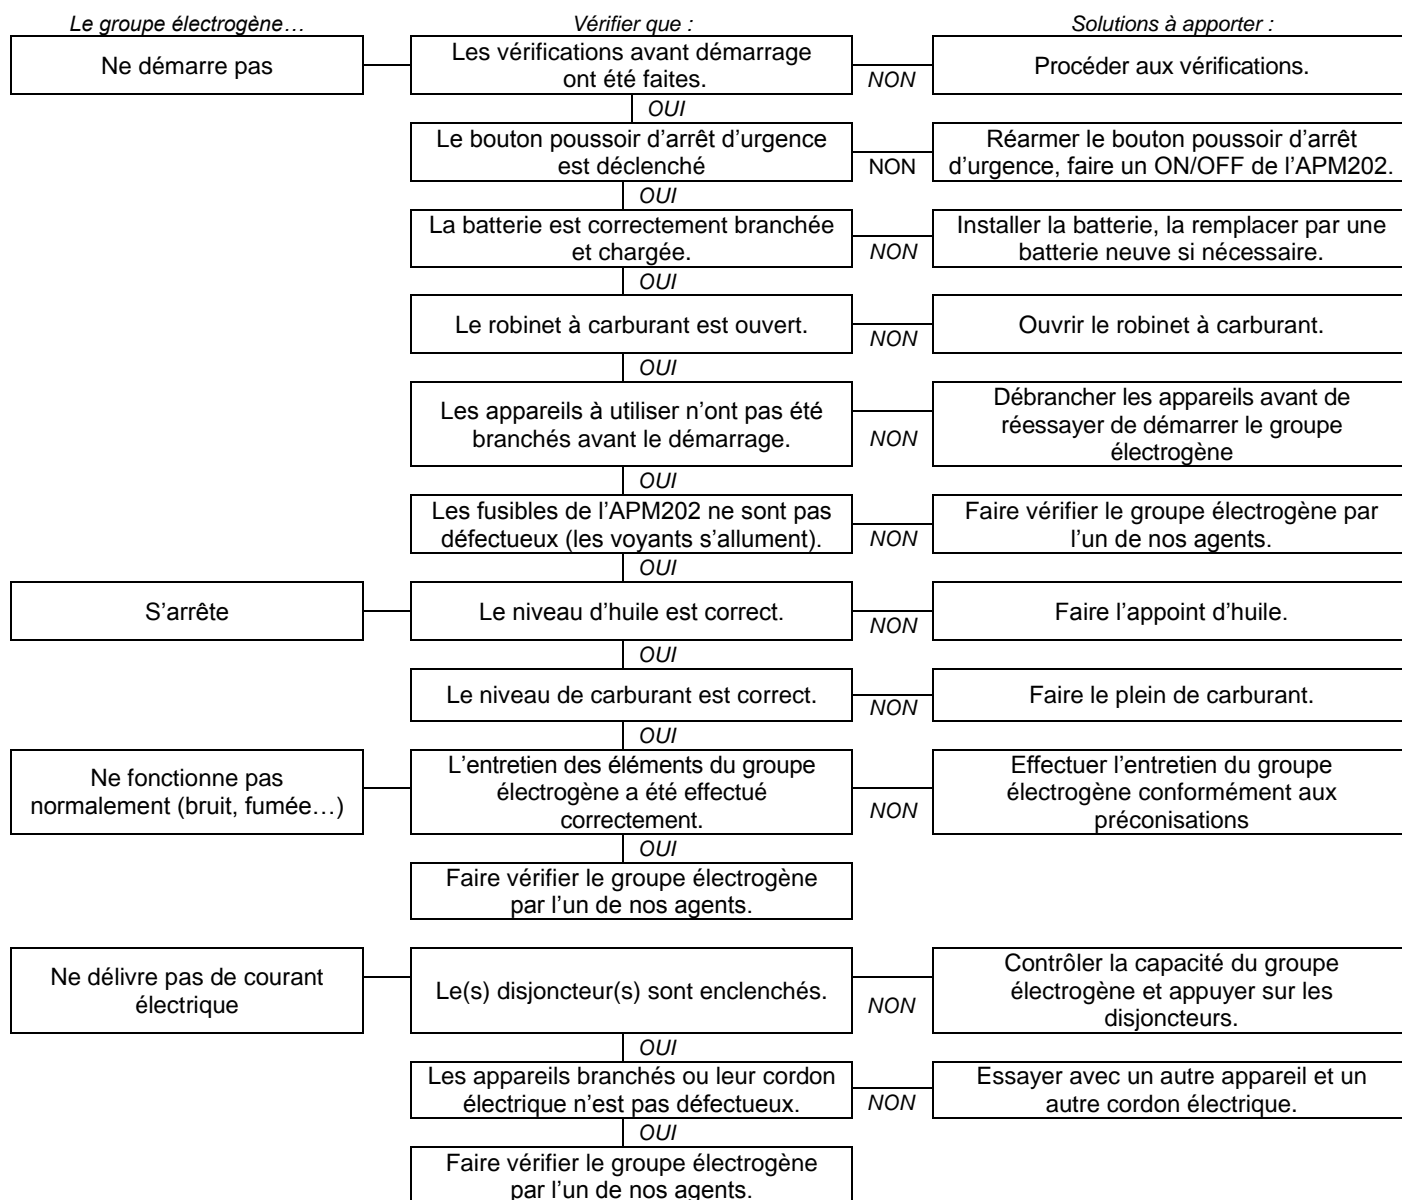 Le groupe électrogène…
Vérifier que :
Solutions à apporter :
Ne démarre pas
Les vérifications avant démarrage
ont été faites.
NON
Procéder aux vérifications.
OUI
Le bouton poussoir d’arrêt d’urgence
est déclenché
NON
Réarmer le bouton poussoir d’arrêt
d’urgence, faire un ON/OFF de l’APM202.
OUI
La batterie est correctement branchée
et chargée.
NON
Installer la batterie, la remplacer par une
batterie neuve si nécessaire.
OUI
Le robinet à carburant est ouvert.
NON
Ouvrir le robinet à carburant.
OUI
Les appareils à utiliser n’ont pas été
branchés avant le démarrage.
NON
Débrancher les appareils avant de
réessayer de démarrer le groupe
électrogène
OUI
Les fusibles de l’APM202 ne sont pas
défectueux (les voyants s’allument).
NON
Faire vérifier le groupe électrogène par
l’un de nos agents.
OUI
S’arrête
Le niveau d’huile est correct.
NON
Faire l’appoint d’huile.
OUI
Le niveau de carburant est correct.
NON
Faire le plein de carburant.
OUI
Ne fonctionne pas
normalement (bruit, fumée…)
L’entretien des éléments du groupe
électrogène a été effectué
correctement.
NON
Effectuer l’entretien du groupe
électrogène conformément aux
préconisations
OUI
Faire vérifier le groupe électrogène
par l’un de nos agents.
Ne délivre pas de courant
électrique
Le(s) disjoncteur(s) sont enclenchés.
NON
Contrôler la capacité du groupe
électrogène et appuyer sur les
disjoncteurs.
OUI
Les appareils branchés ou leur cordon
électrique n’est pas défectueux.
NON
Essayer avec un autre appareil et un
autre cordon électrique.
OUI
Faire vérifier le groupe électrogène
par l’un de nos agents.